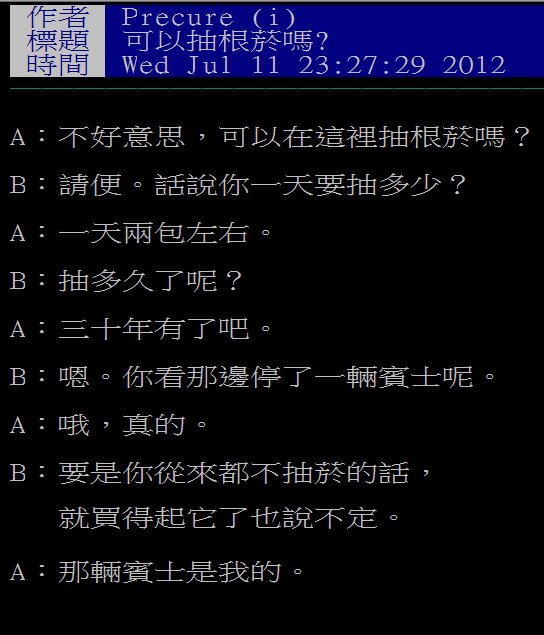 作者 Precure (i)
標題 可以抽根菸嗎?
時間 Wed Jul 11 23:27:29 2012
A：不好意思，可以在這裡抽根菸嗎？
B：請便。話說你一天要抽多少？
A：一天兩包左右。
B：抽多久了呢？
A：三十年有了吧。
B：嗯。你看那邊停了一輛賓士呢。
A：哦，真的。
B：要是你從來都不抽菸的話，
就買得起它了也說不定。
A：那輛賓士是我的。